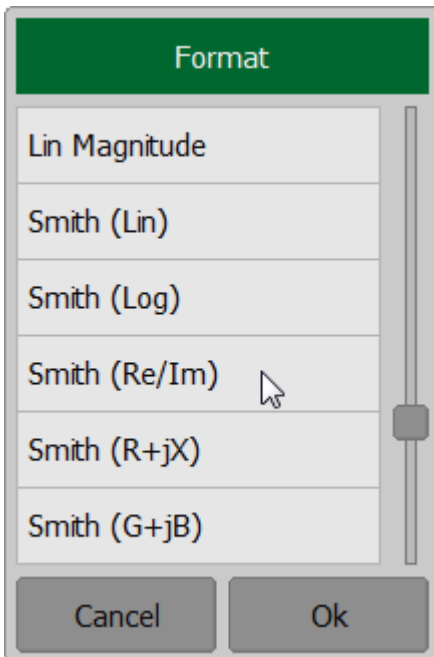 Format
Lin Magnitude
Smith (Lin)
Smith (Log)
Smith (Re/Im)
Smith (R+jX)
Smith (G+jB)
Cancel
Ok